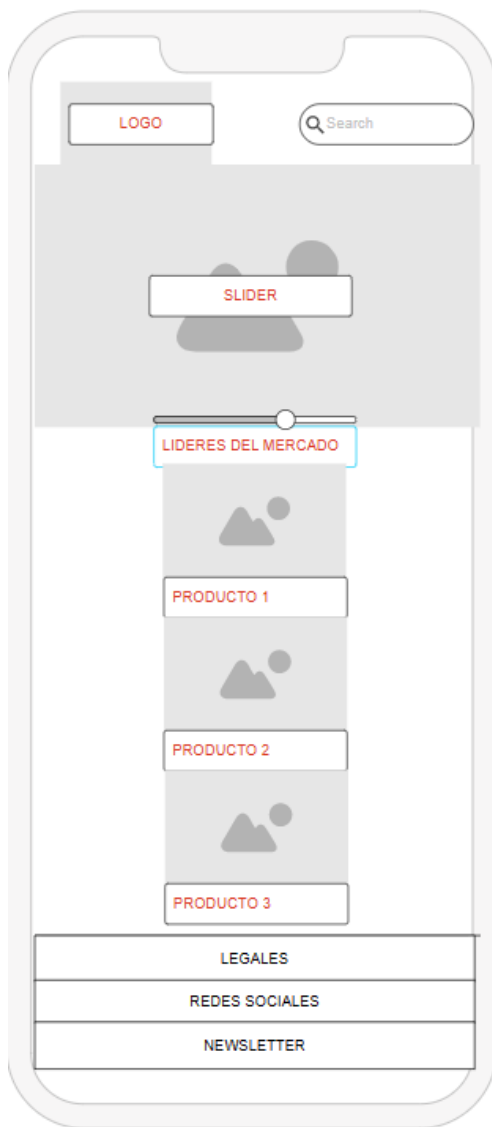 LOGO
Search
SLIDER
LIDERES DEL MERCADO
PRODUCTO 1
PRODUCTO 2
PRODUCTO 3
LEGALES
REDES SOCIALES
NEWSLETTER